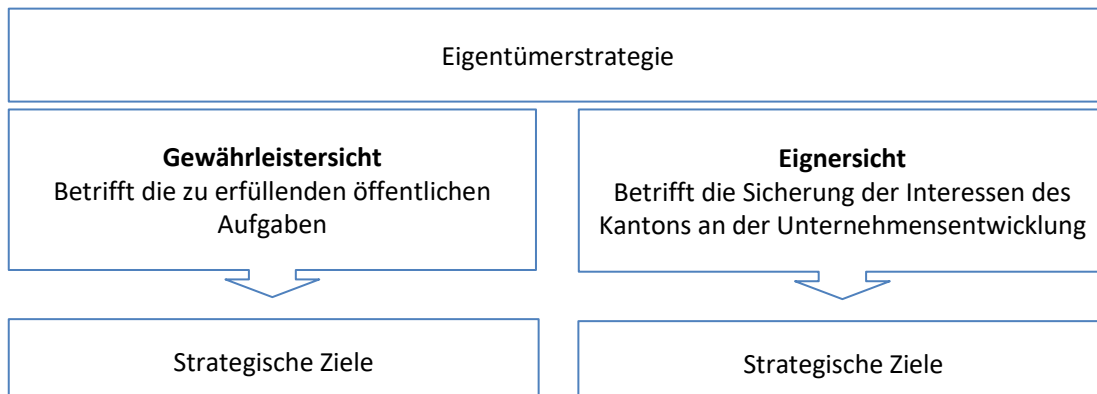 Eigentümerstrategie
Gewährleistersicht
Betrifft die zu erfüllenden öffentlichen
Aufgaben
Eignersicht
Betrifft die Sicherung der Interessen des
Kantons an der Unternehmensentwicklung
Strategische Ziele
Strategische Ziele